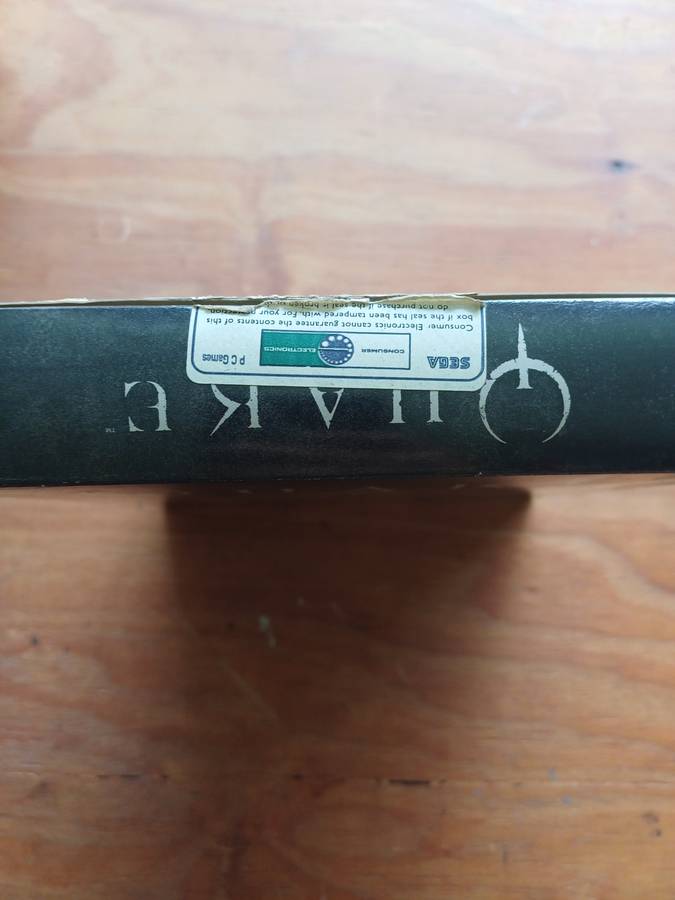 QUAKE™
SEGA
CONSUMER ELECTRONICS
P C Games
Consumer Electronics cannot guarantee the contents of this
box if the seal has been tampered with. For your protection
do not purchase if the seal is broken